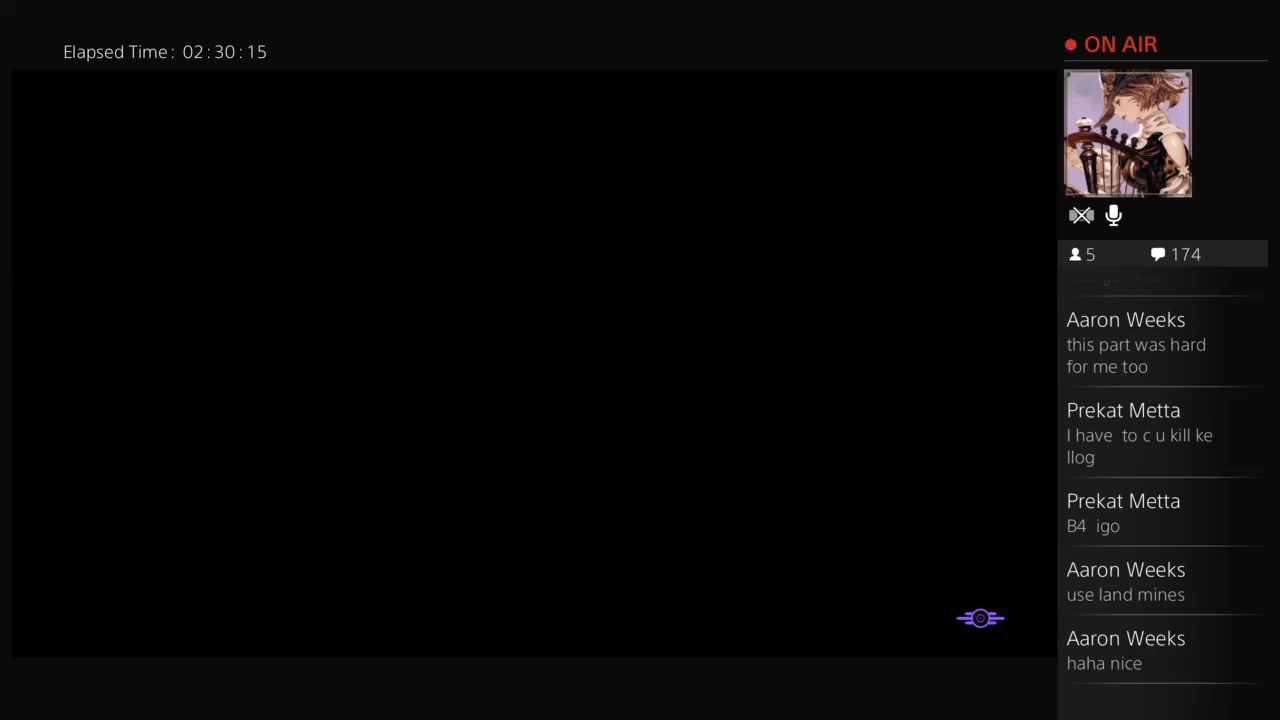 Elapsed Time: 02:30:15
ON AIR
5
174
Aaron Weeks
this part was hard
for me too
Prekat Metta
I have  to c u kill ke
llog
Prekat Metta
B4  igo
Aaron Weeks
use land mines
Aaron Weeks
haha nice